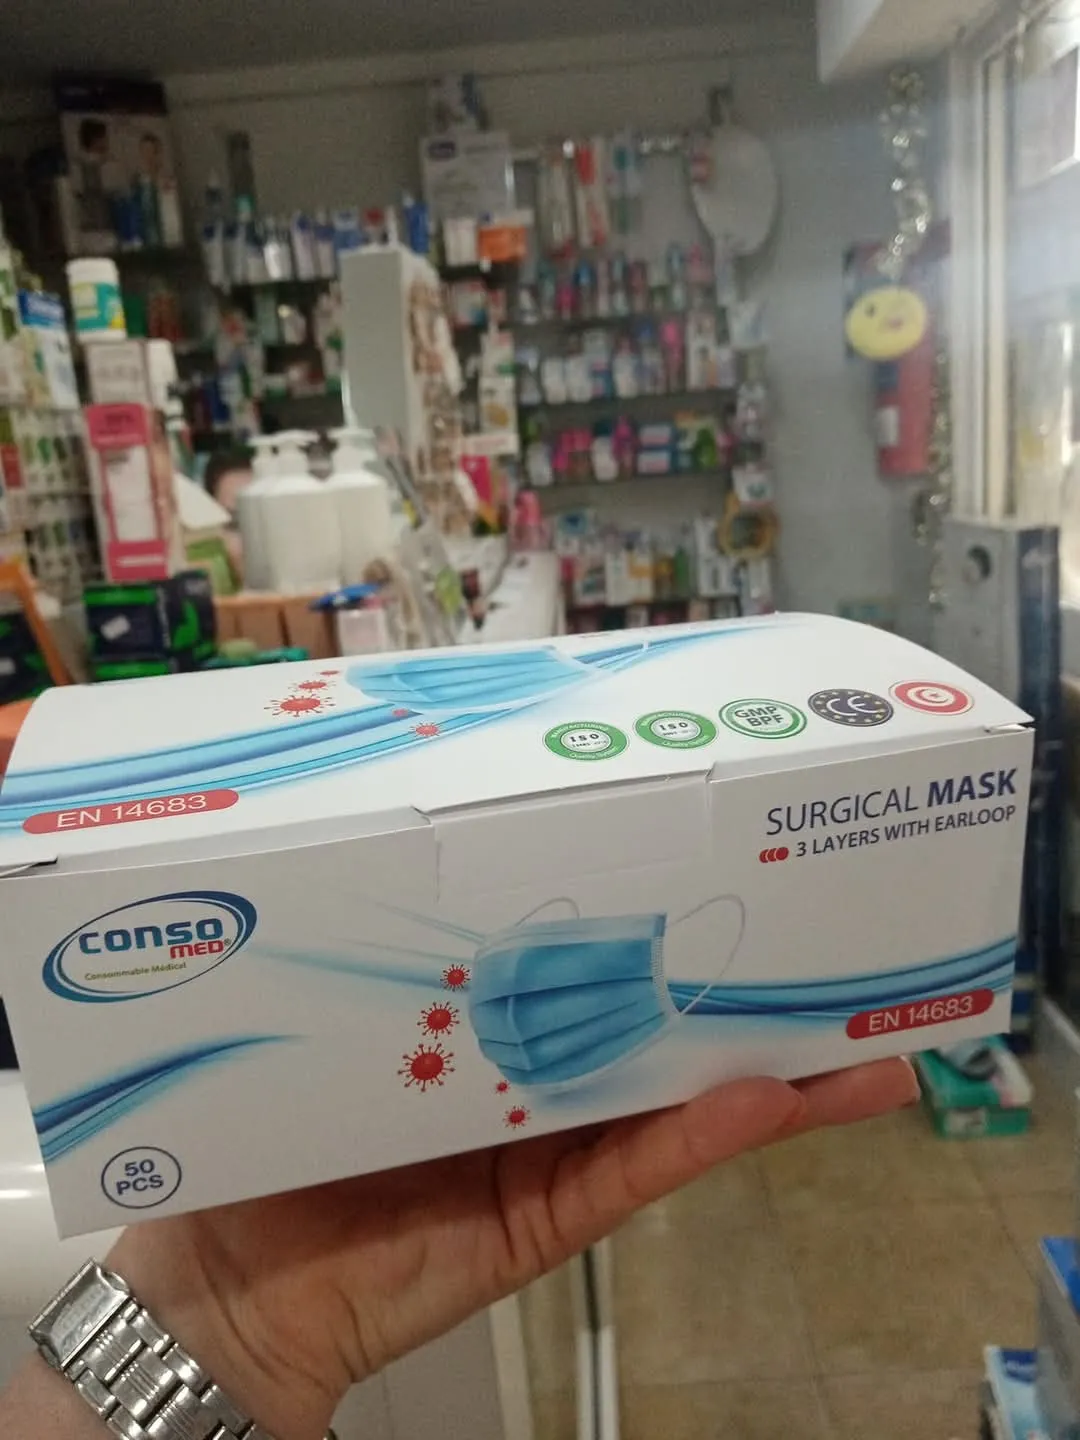 EN 14683
ISO
ISO
GMP
BPF
CE
SURGICAL MASK
3 LAYERS WITH EARLOOP
conso
MED®
Consommable Médical
EN 14683
50
PCS